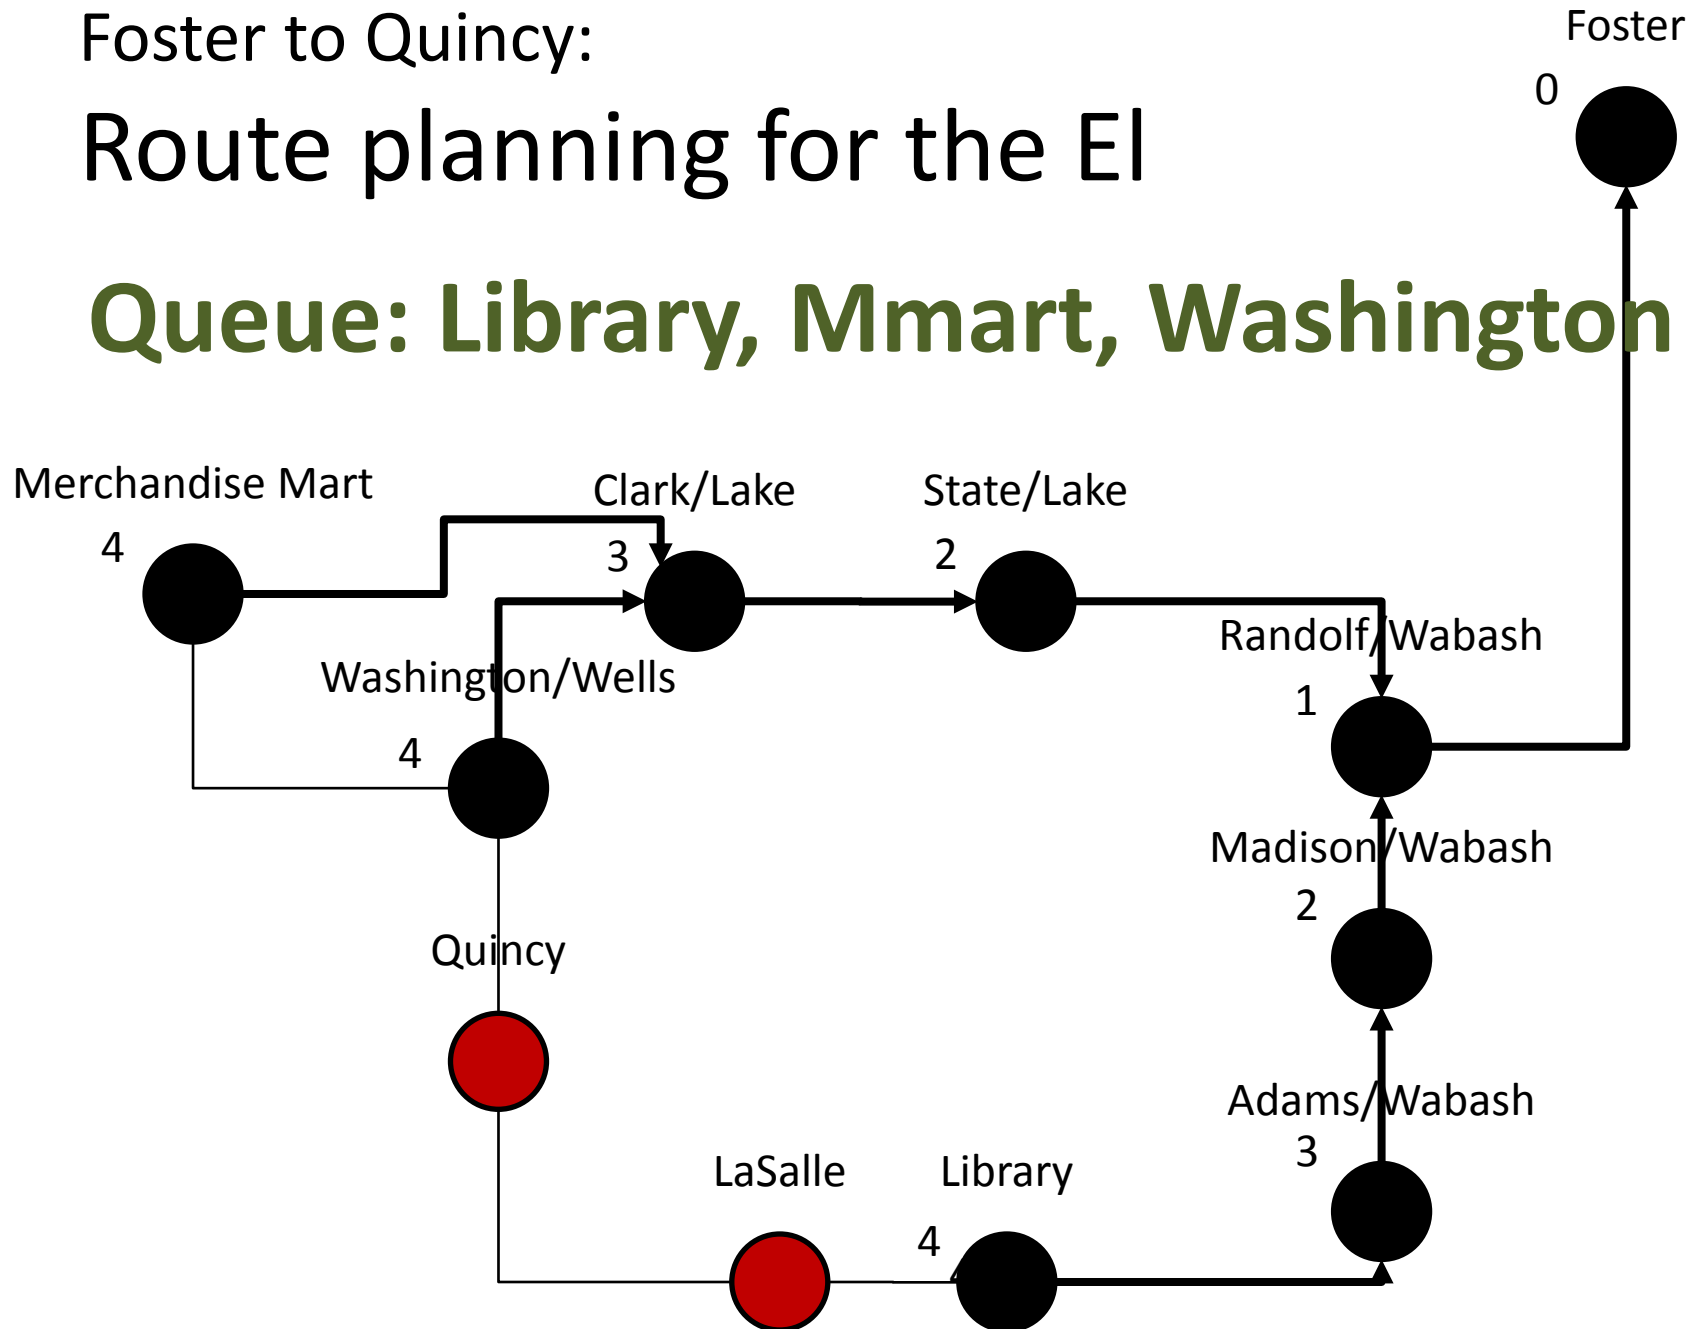 Foster to Quincy:
Foster
0
Route planning for the El
Queue: Library, Mmart, Washington
Merchandise Mart
Clark/Lake
State/Lake
4
3
2
Randolf/Wabash
Washington/Wells
1
4
Madison/Wabash
2
Quincy
Adams/Wabash
3
LaSalle
Library
4